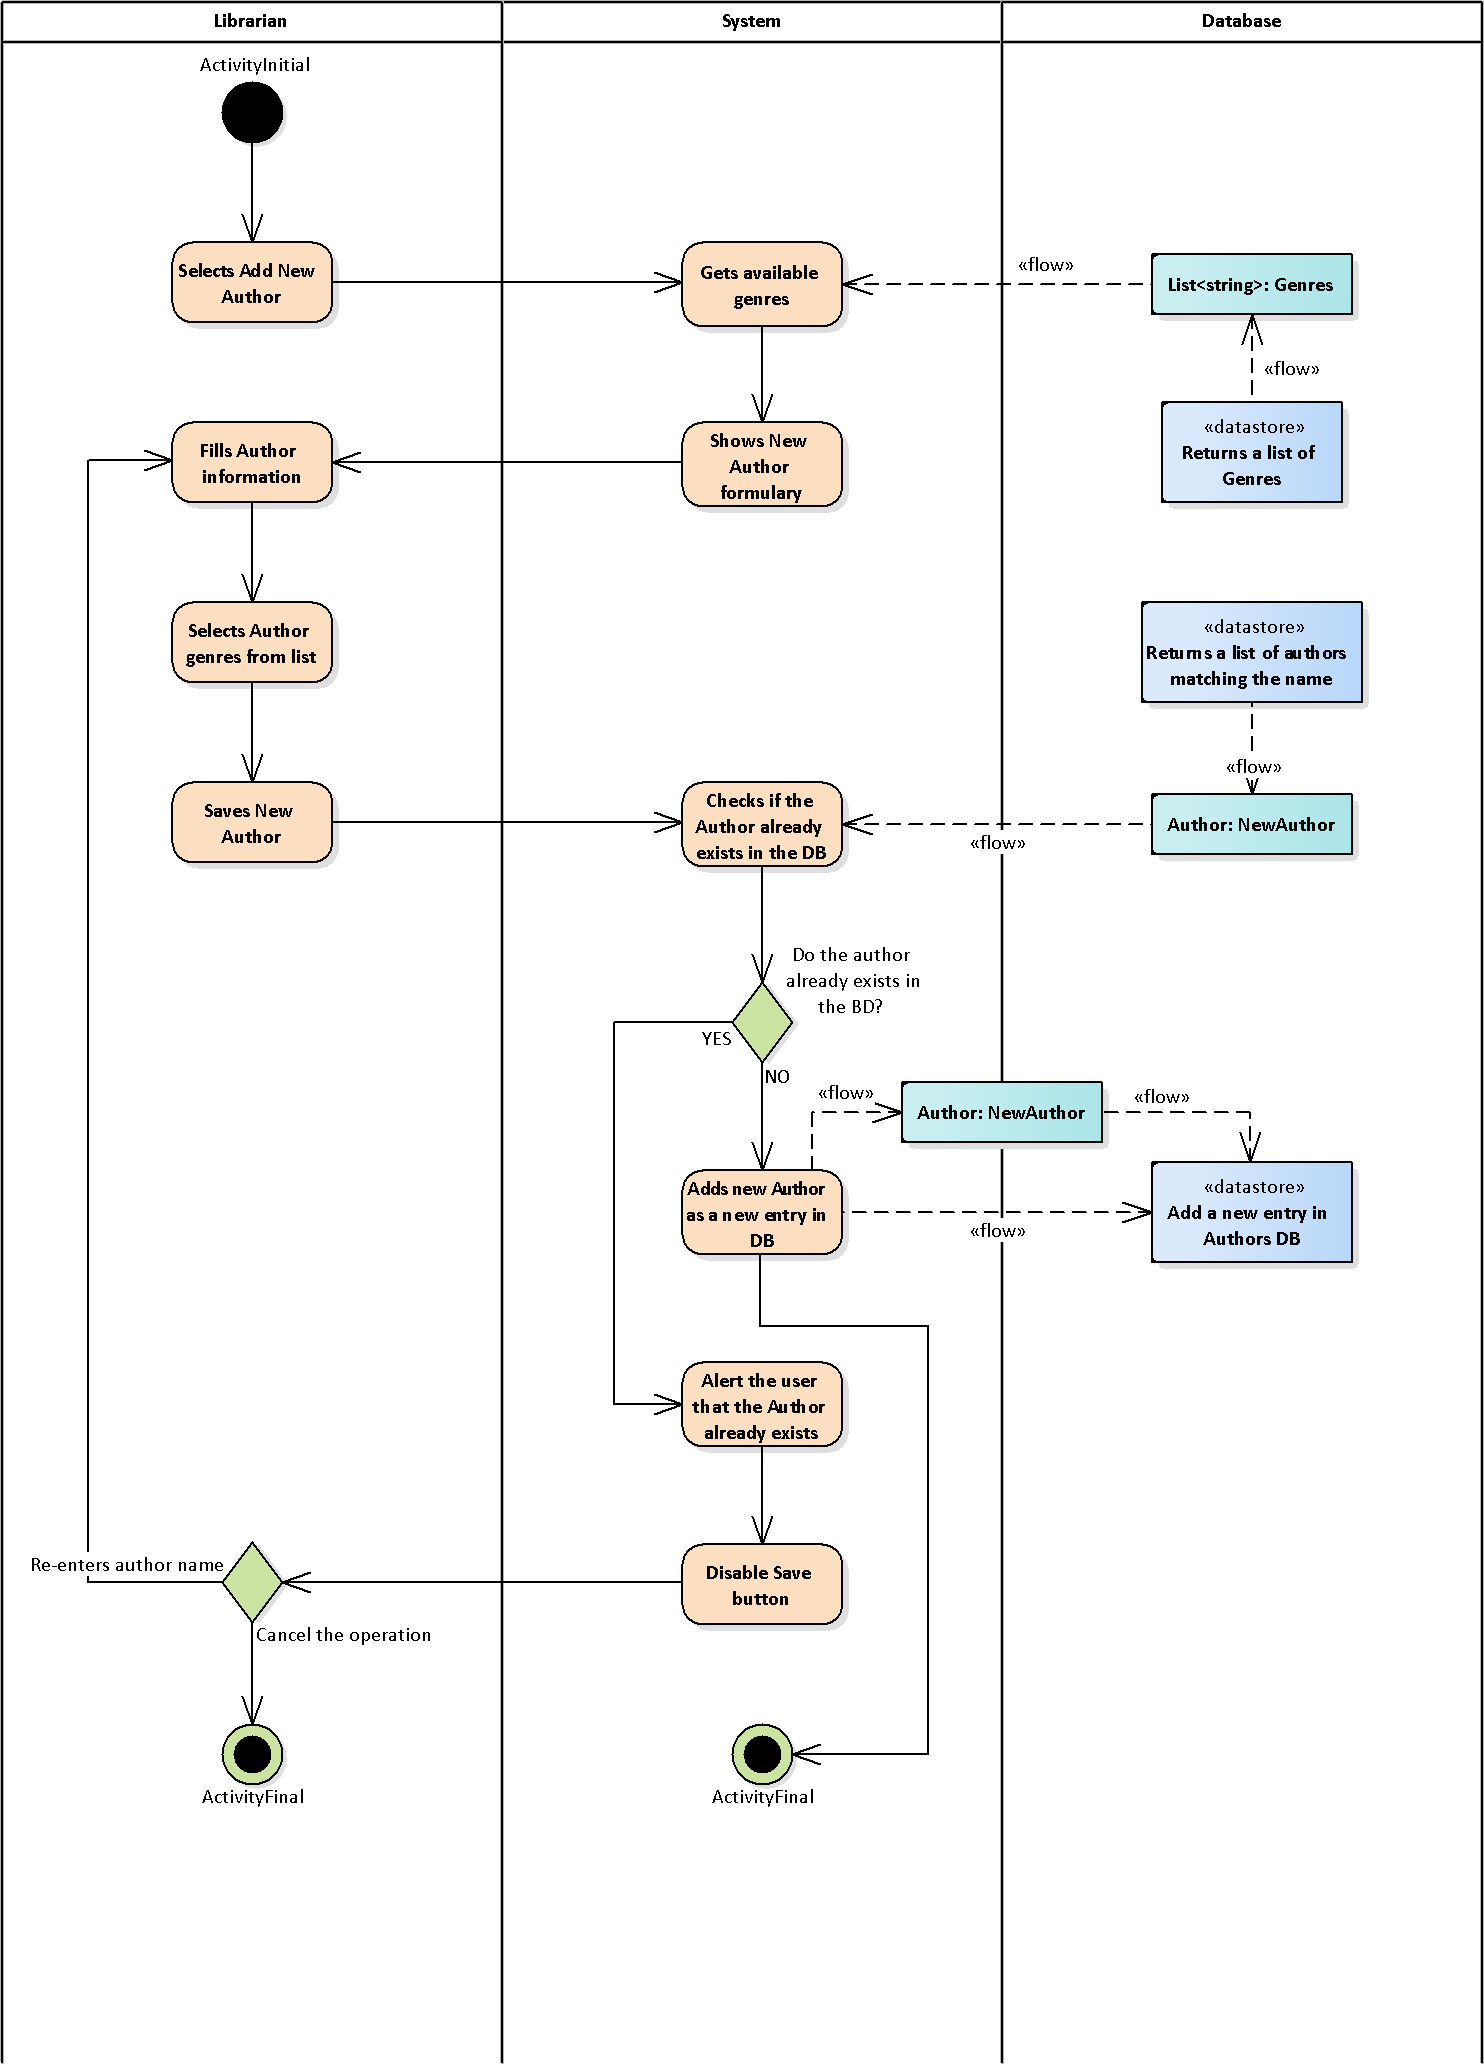 Librarian
System
Database
ActivityInitial
Selects Add New
Author
Gets available
genres
«flow»
List<string>: Genres
«flow»
«datastore»
Returns a list of
Genres
Fills Author
information
Shows New
Author
formulary
Selects Author
genres from list
«datastore»
Returns a list of authors
matching the name
«flow»
Saves New
Author
Checks if the
Author already
exists in the DB
«flow»
Author: NewAuthor
Do the author
already exists in
the BD?
YES
NO
«flow»
Author: NewAuthor
«flow»
Adds new Author
as a new entry in
DB
«flow»
«datastore»
Add a new entry in
Authors DB
Alert the user
that the Author
already exists
Re-enters author name
Disable Save
button
Cancel the operation
ActivityFinal
ActivityFinal